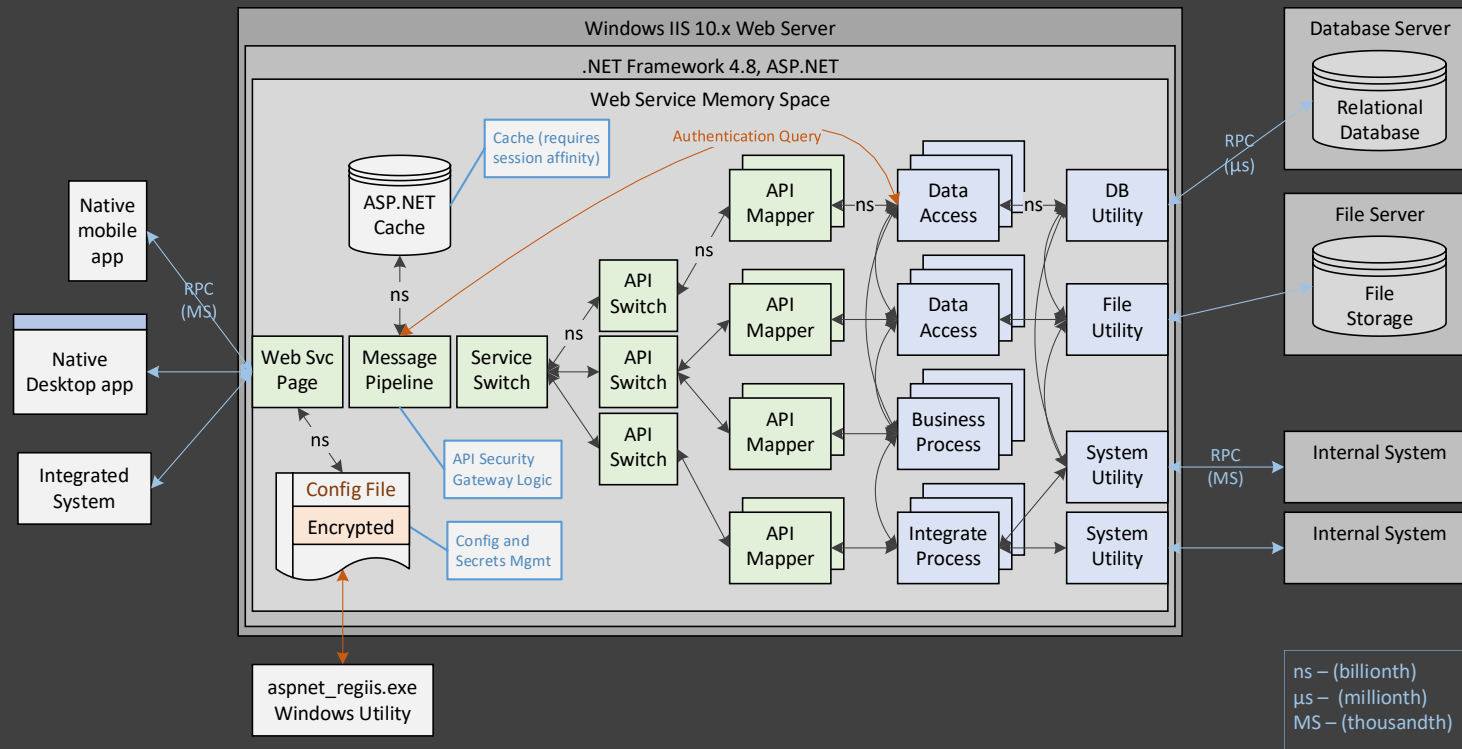 Windows IIS 10.x Web Server
.NET Framework 4.8, ASP.NET
Web Service Memory Space
Native
mobile
app
RPC
(MS)
Native
Desktop app
Integrated
System
Cache (requires
session affinity)
ASP.NET
Cache
ns
Authentication Query
Web Svc
Page
Message
Pipeline
Service
Switch
ns
Config File
Encrypted
API Security
Gateway Logic
Config and
Secrets Mgmt
aspnet_regiis.exe
Windows Utility
ns
API
Switch
API
Switch
API
Switch
ns
API
Mapper
API
Mapper
API
Mapper
API
Mapper
ns
Data
Access
Data
Access
Business
Process
Integrate
Process
ns
DB
Utility
File
Utility
System
Utility
System
Utility
RPC
(μs)
RPC
(MS)
Database Server
Relational
Database
File Server
File
Storage
Internal System
Internal System
ns – (billionth)
μs – (millionth)
MS – (thousandth)